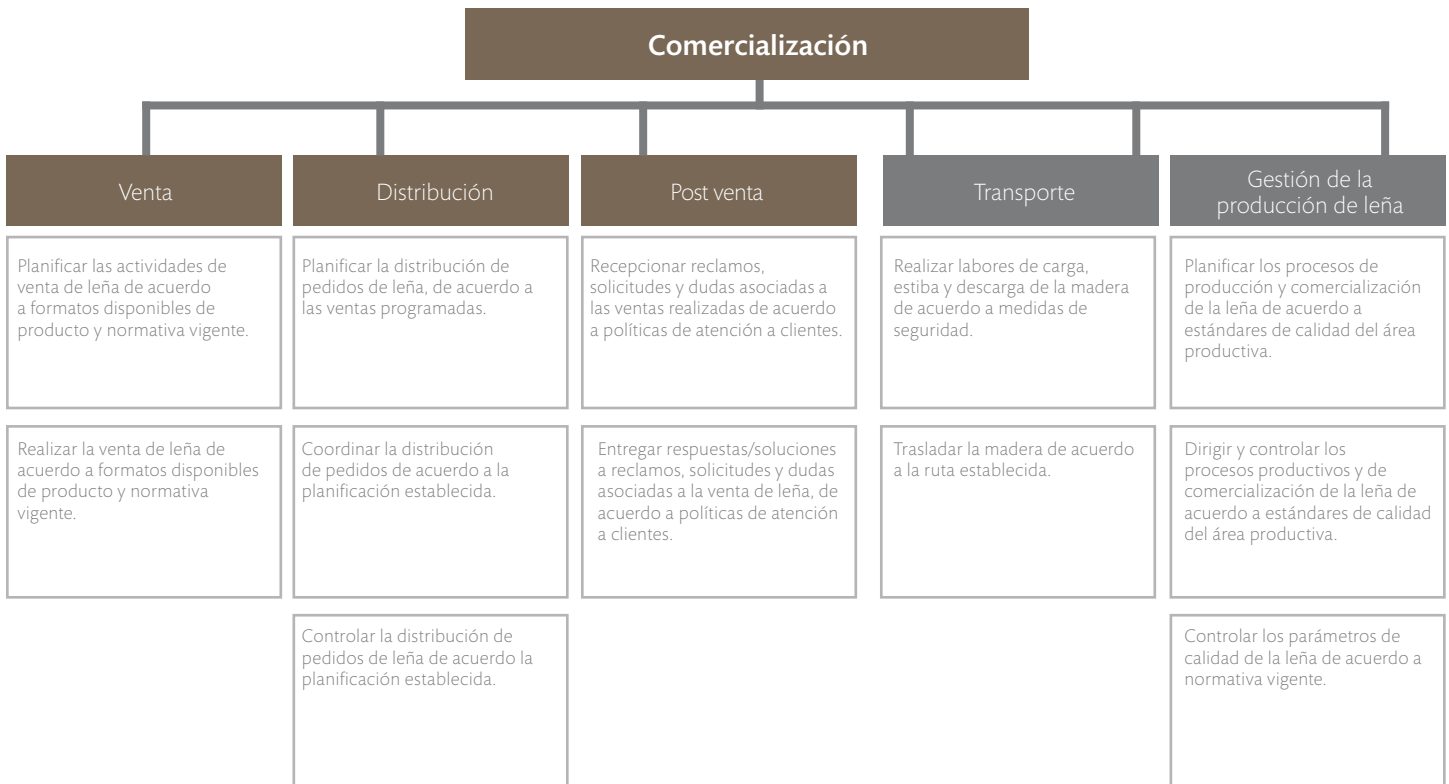 Comercialización
Venta
Distribución
Post venta
Transporte
Gestión de la
producción de leña
Planificar las actividades de
venta de leña de acuerdo
a formatos disponibles de
producto y normativa vigente.
Planificar la distribución de
pedidos de leña, de acuerdo a
las ventas programadas.
Recepcionar reclamos,
solicitudes y dudas asociadas a
las ventas realizadas de acuerdo
a políticas de atención a clientes.
Realizar labores de carga,
estiba y descarga de la madera
de acuerdo a medidas de
seguridad.
Planificar los procesos de
producción y comercialización
de la leña de acuerdo a
estándares de calidad del área
productiva.
Realizar la venta de leña de
acuerdo a formatos disponibles
de producto y normativa
vigente.
Coordinar la distribución
de pedidos de acuerdo a la
planificación establecida.
Entregar respuestas/soluciones
a reclamos, solicitudes y dudas
asociadas a la venta de leña, de
acuerdo a políticas de atención
a clientes.
Trasladar la madera de acuerdo
a la ruta establecida.
Dirigir y controlar los
procesos productivos y de
comercialización de la leña de
acuerdo a estándares de calidad
del área productiva.
Controlar la distribución de
pedidos de leña de acuerdo la
planificación establecida.
Controlar los parámetros de
calidad de la leña de acuerdo a
normativa vigente.